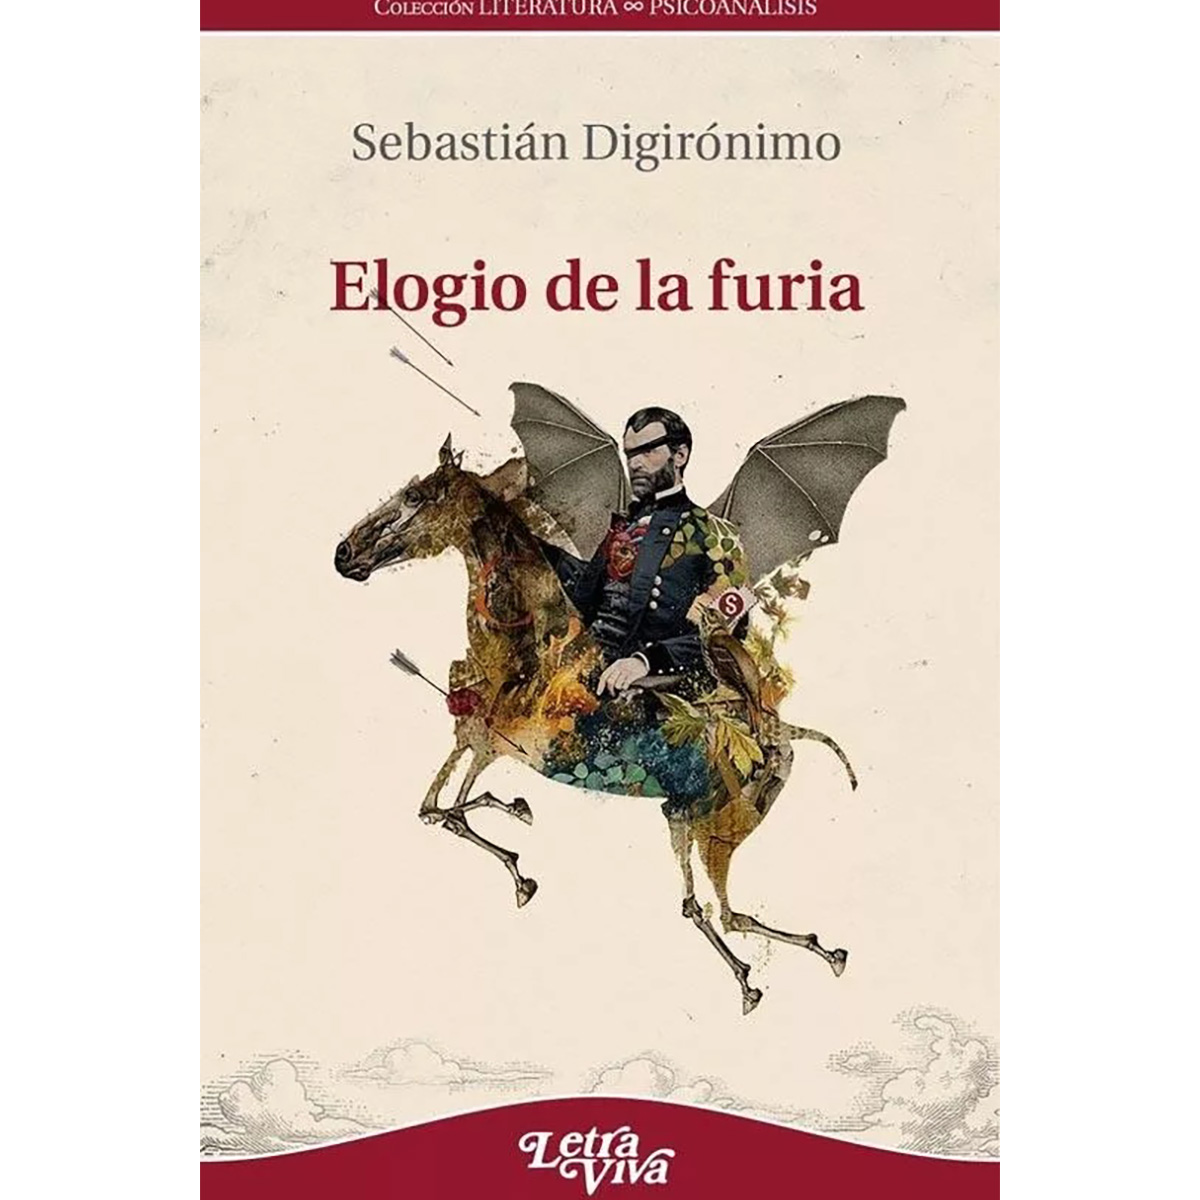 Colección LITERATURA ∞ PSICOANÁLISIS
Sebastián Digirónimo
Elogio de la furia
S
Letra
Viva